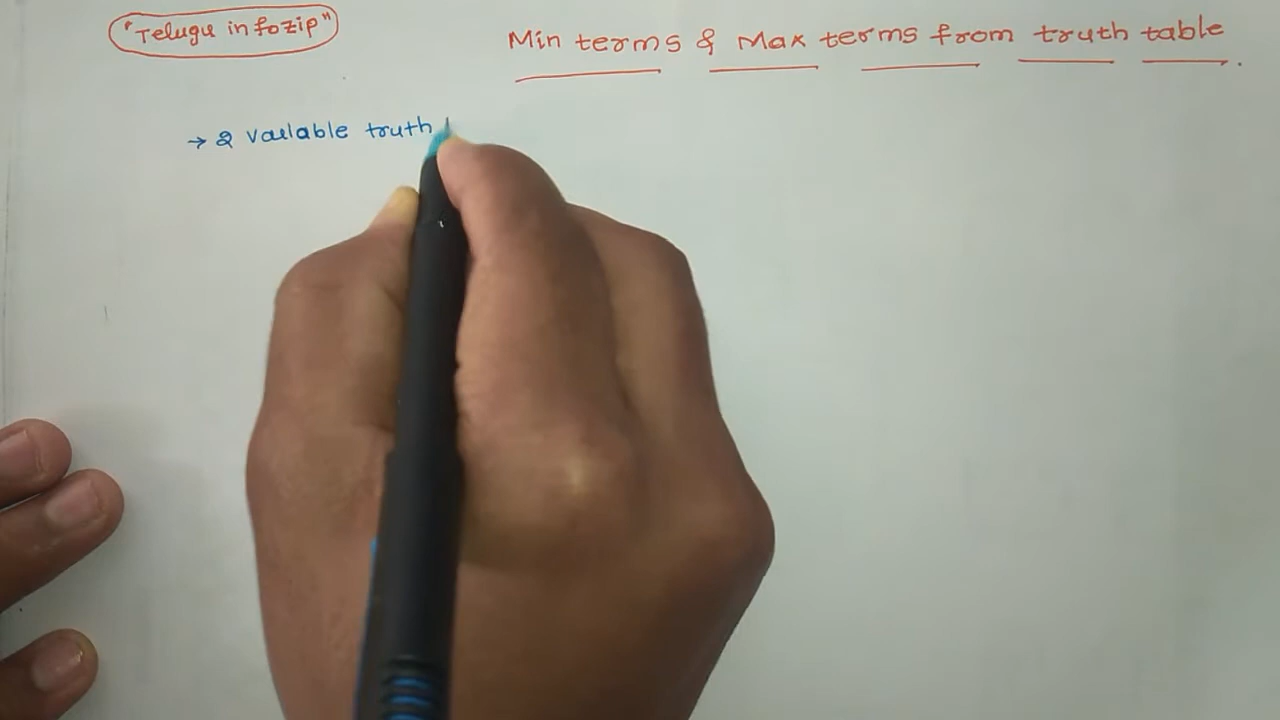 "Telugu infozip"
Min terms & Max terms from truth table.
→ 2 variable truth